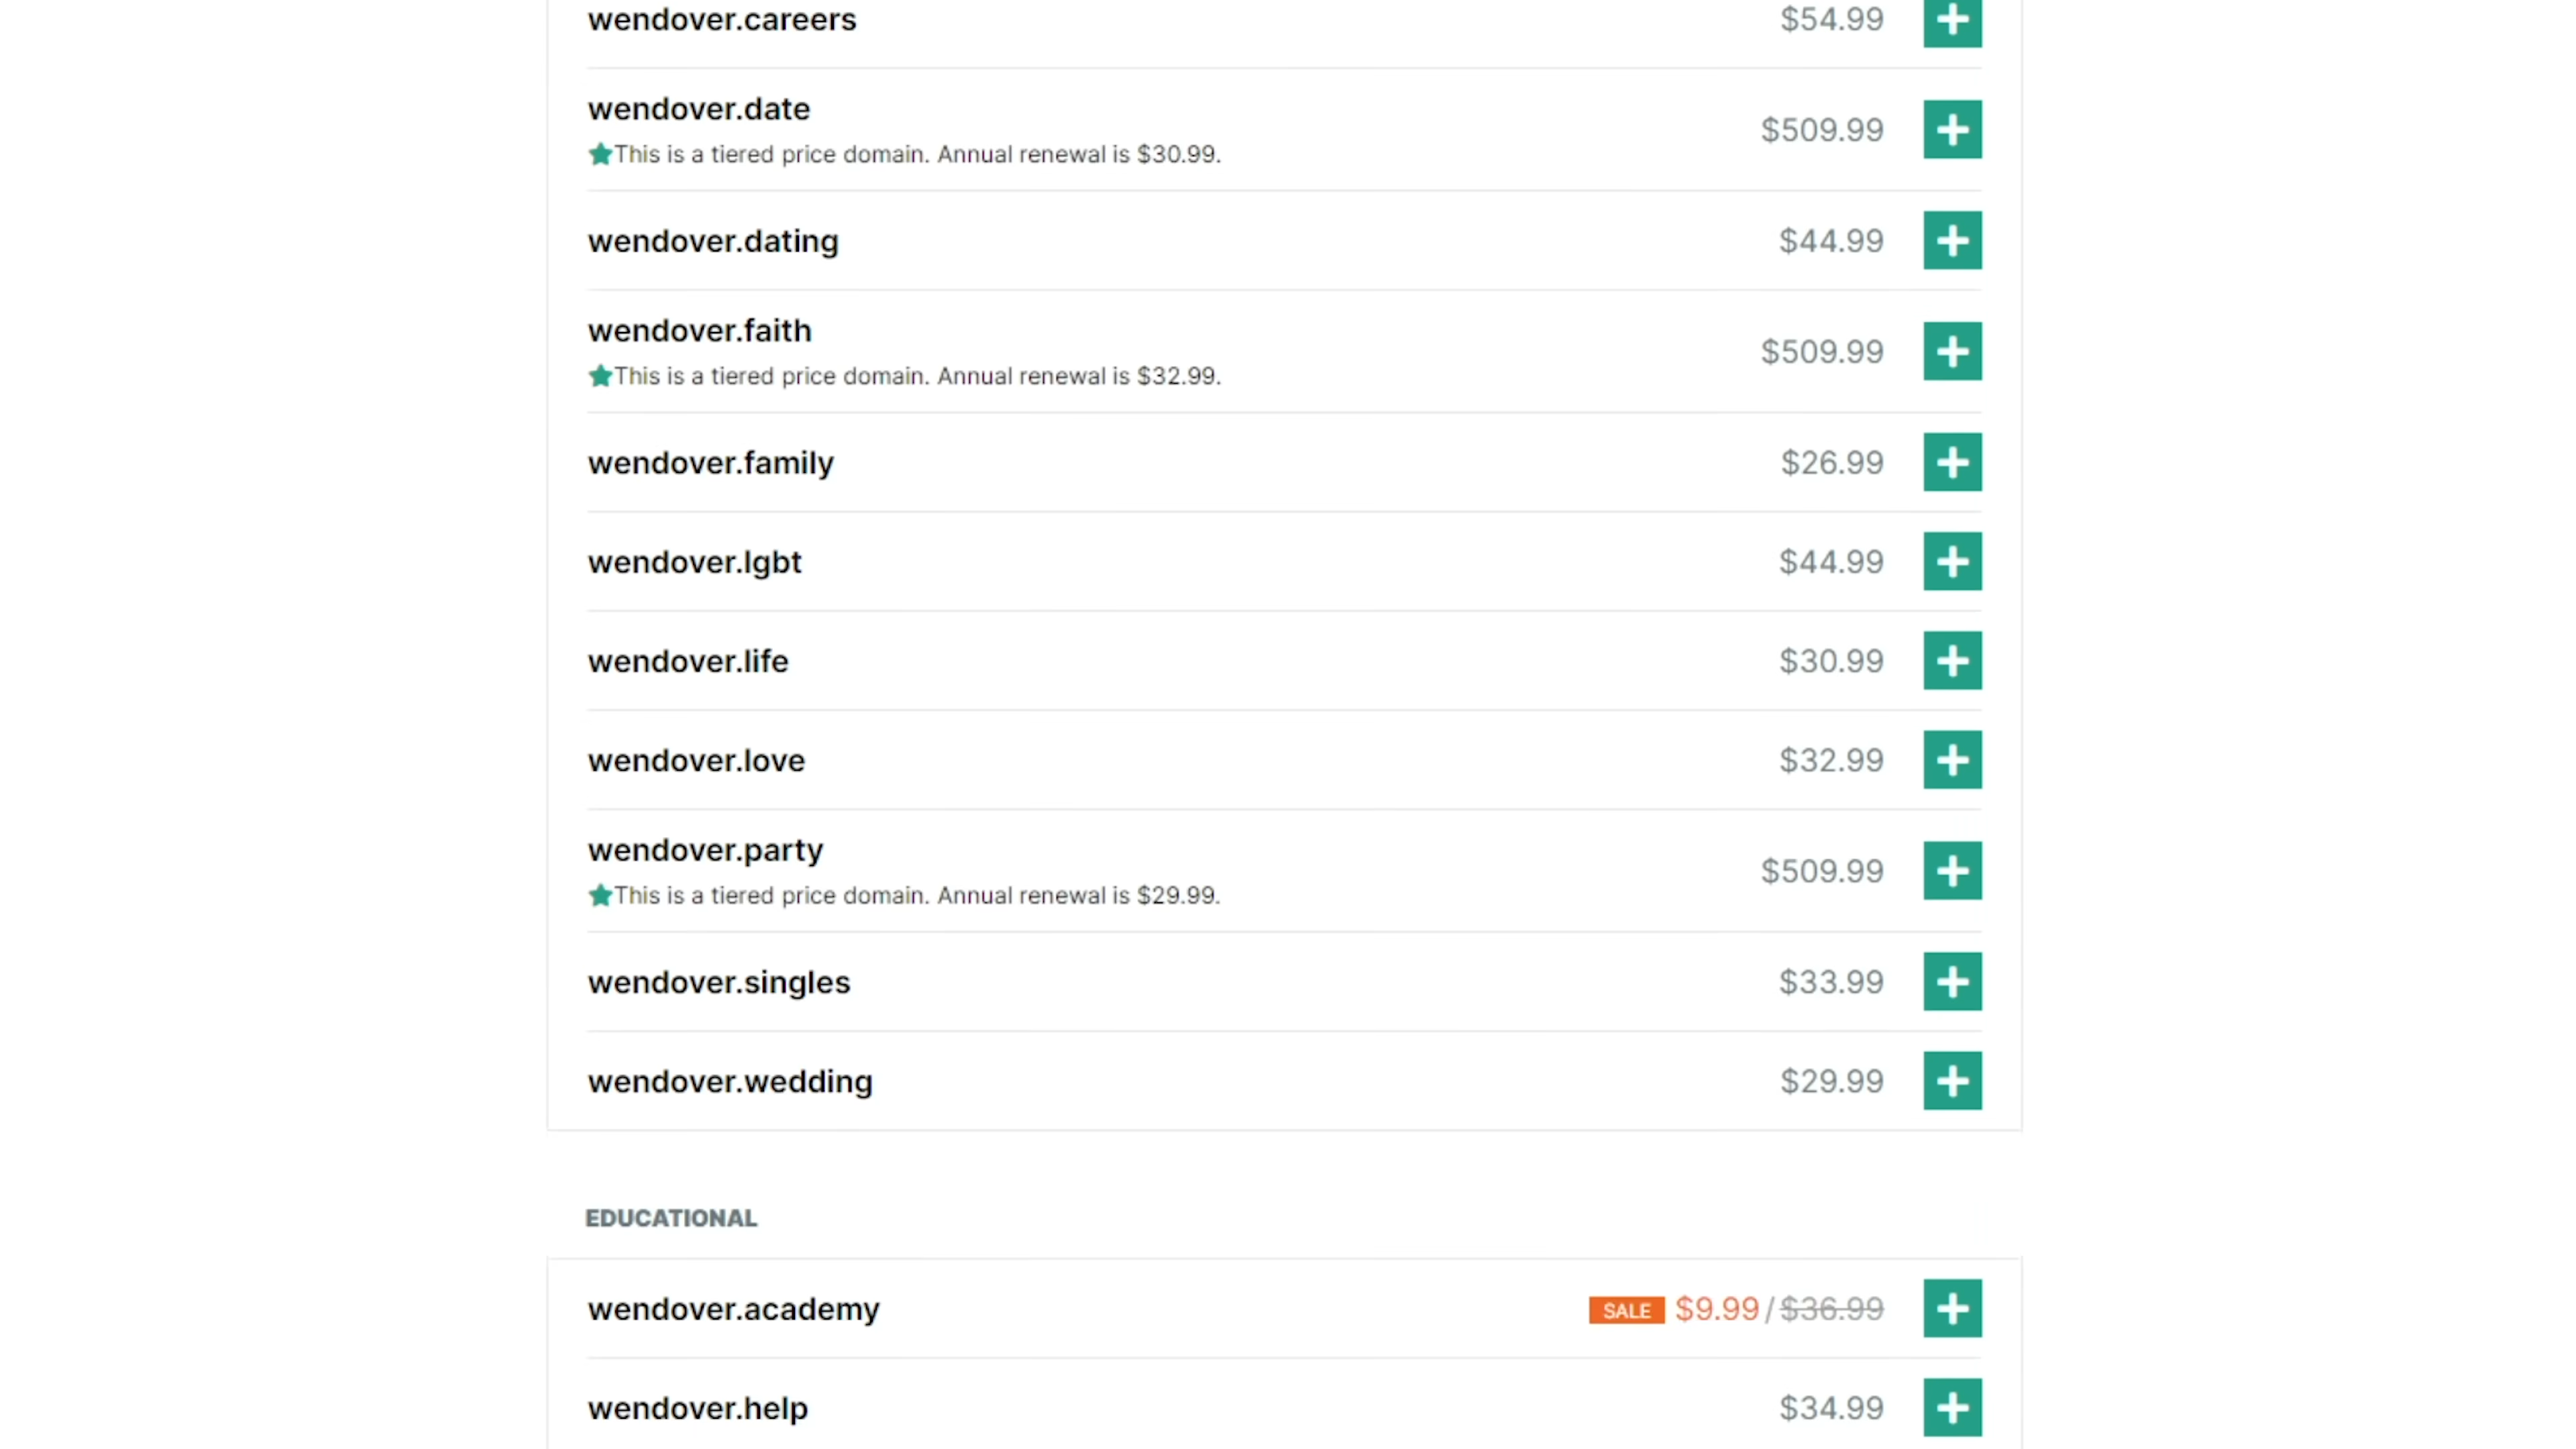 wendover.careers $54.99
wendover.date $509.99
This is a tiered price domain. Annual renewal is $30.99.
wendover.dating $44.99
wendover.faith $509.99
This is a tiered price domain. Annual renewal is $32.99.
wendover.family $26.99
wendover.lgbt $44.99
wendover.life $30.99
wendover.love $32.99
wendover.party $509.99
This is a tiered price domain. Annual renewal is $29.99.
wendover.singles $33.99
wendover.wedding $29.99
EDUCATIONAL
wendover.academy SALE $9.99/$36.99
wendover.help $34.99